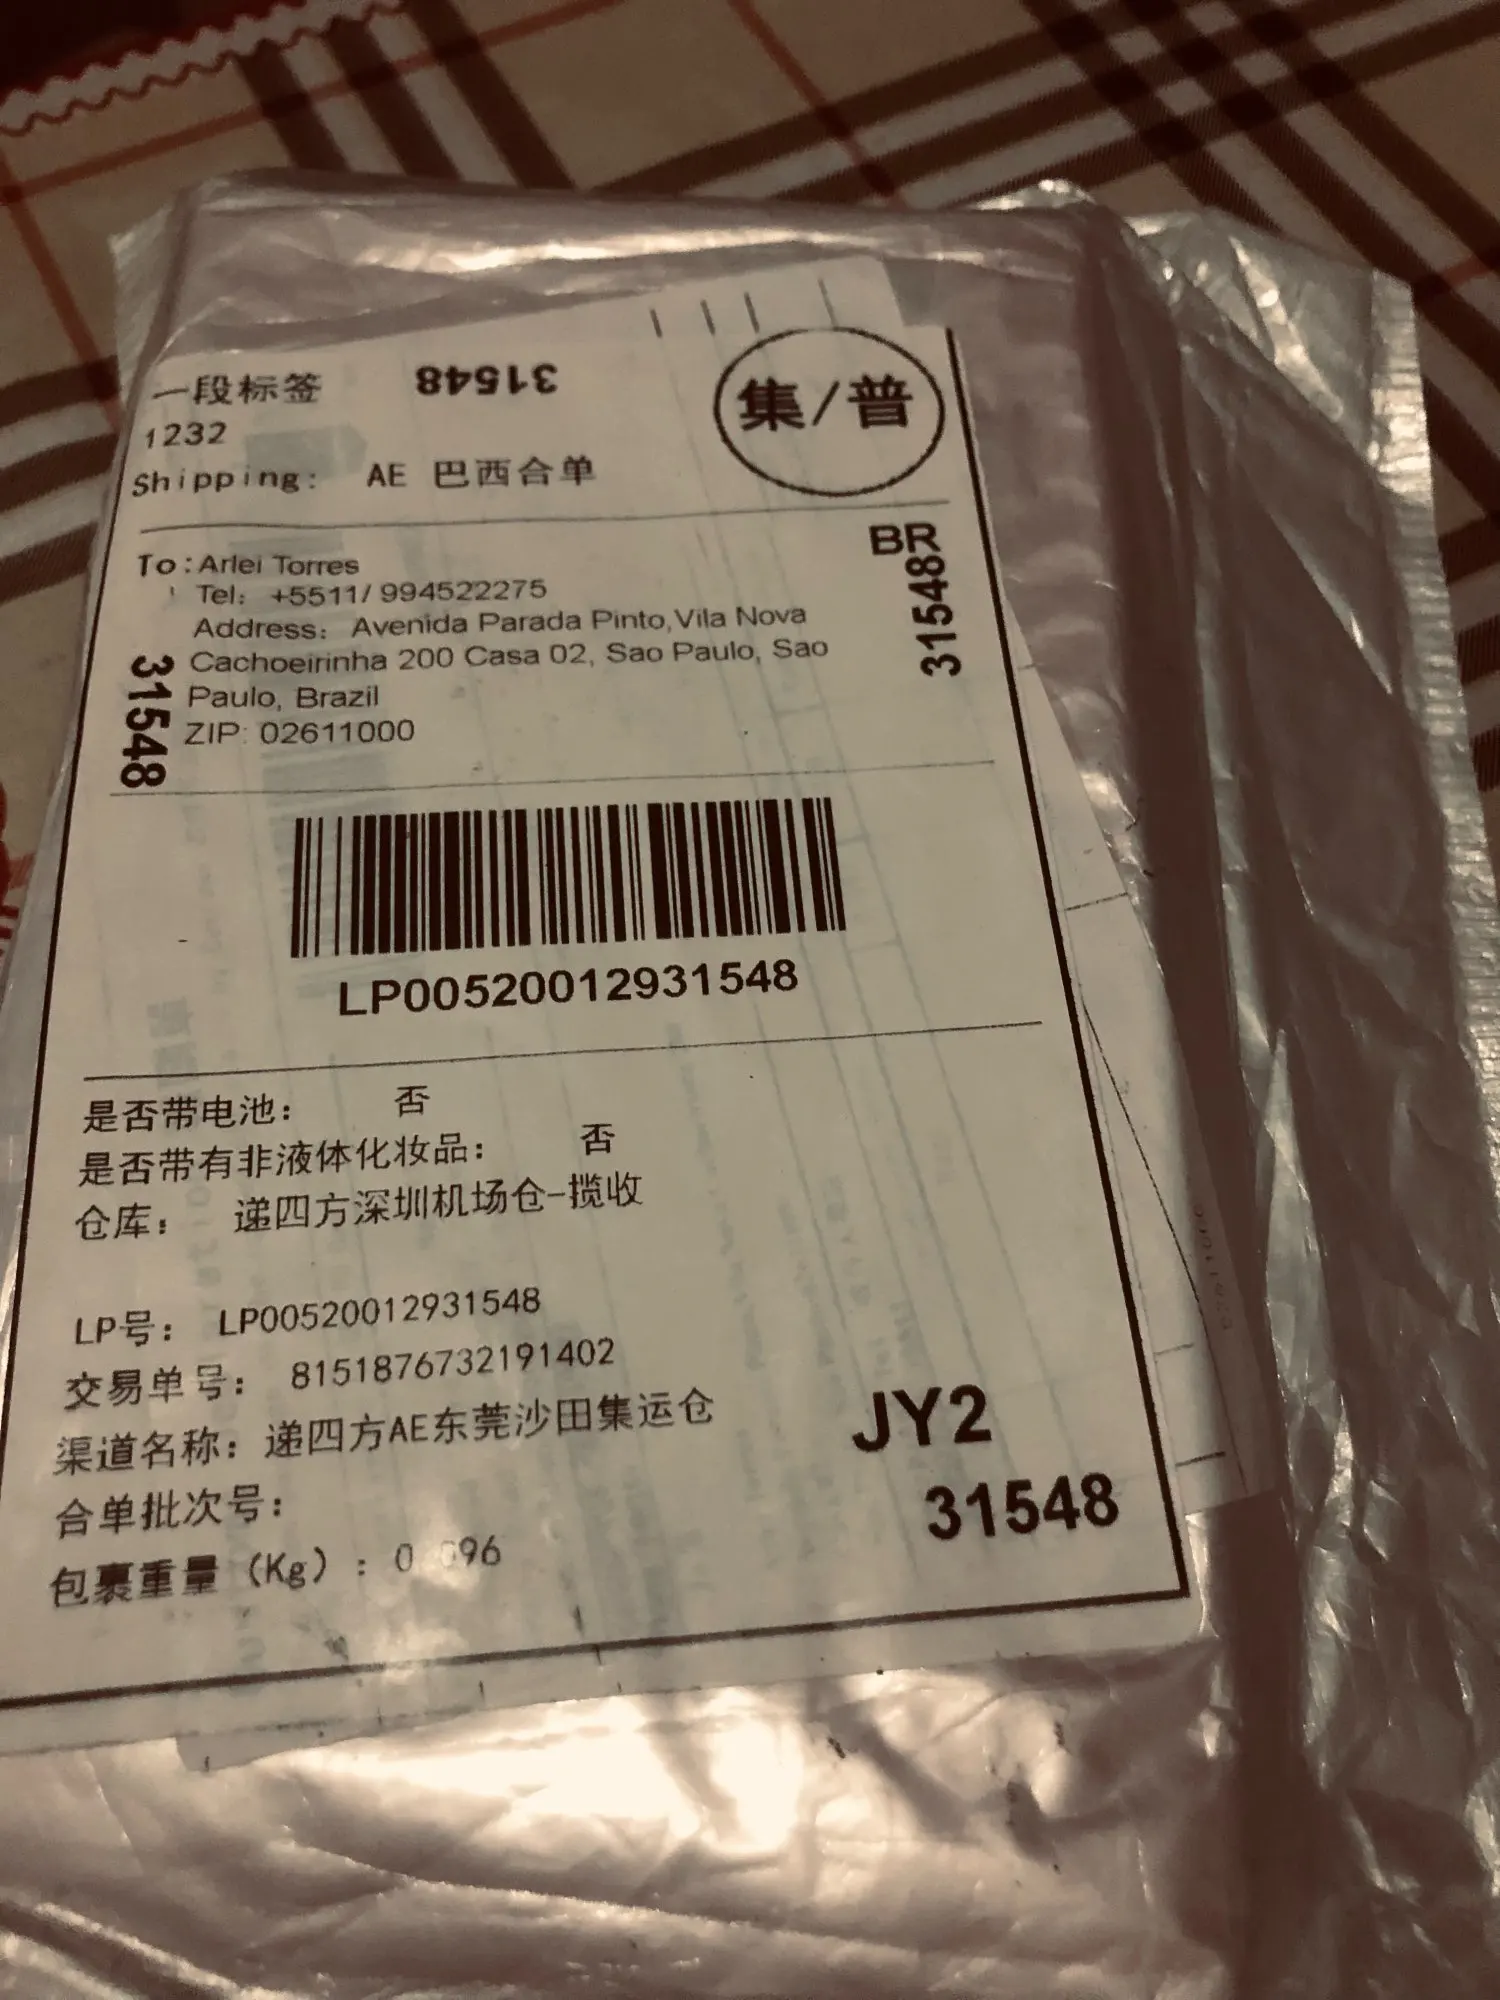 一段标签
31548
集/普
1232
Shipping: AE 巴西合单
BR
31548
To:Arlei Torres
Tel: +5511/ 994522275
Address: Avenida Parada Pinto,Vila Nova
Cachoeirinha 200 Casa 02, Sao Paulo, Sao
Paulo, Brazil
ZIP: 02611000
31548
LP00520012931548
是否带电池: 否
是否带有非液体化妆品: 否
仓库: 递四方深圳机场仓-揽收
LP号: LP00520012931548
交易单号: 8151876732191402
渠道名称: 递四方AE东莞沙田集运仓
JY2
合单批次号:
31548
包裹重量 (Kg) :